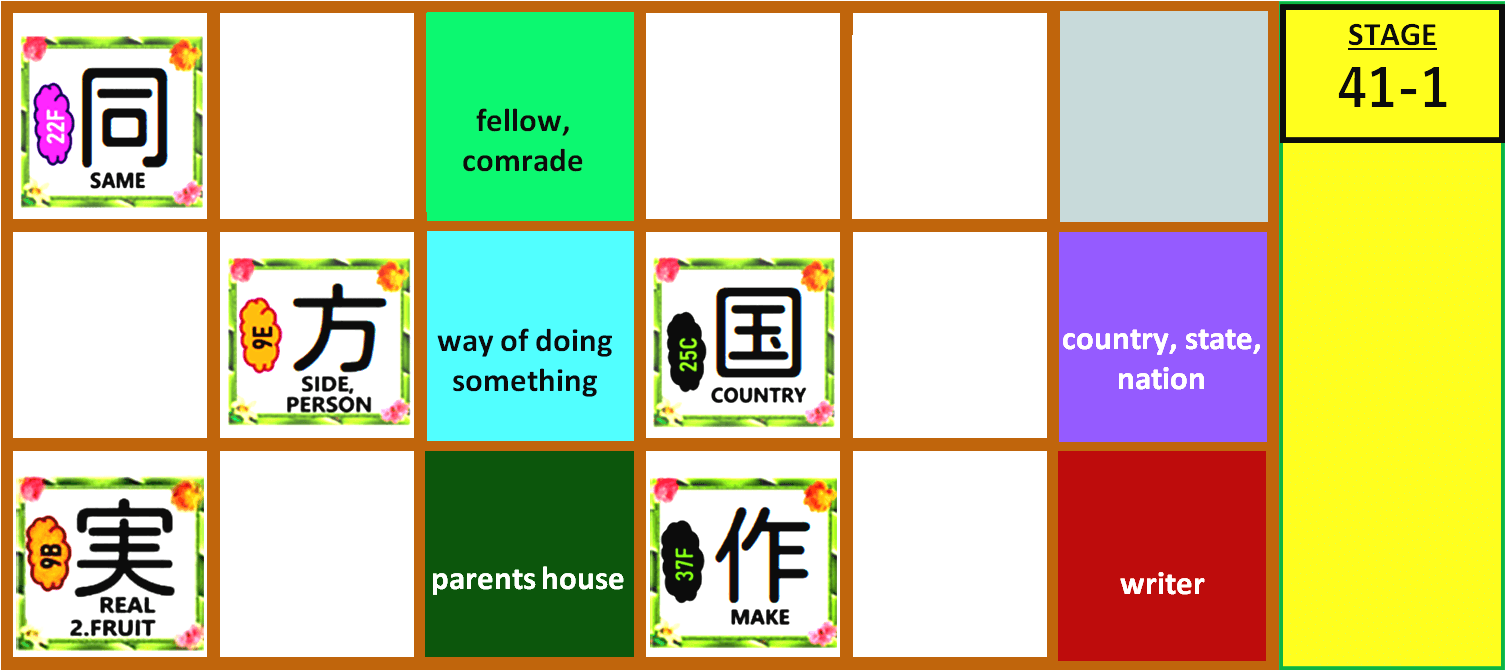 22F
同
SAME
fellow,
comrade
STAGE
41-1
9E
方
SIDE,
PERSON
way of doing
something
25C
国
COUNTRY
country, state,
nation
9B
実
REAL
2.FRUIT
parents house
37F
作
MAKE
writer